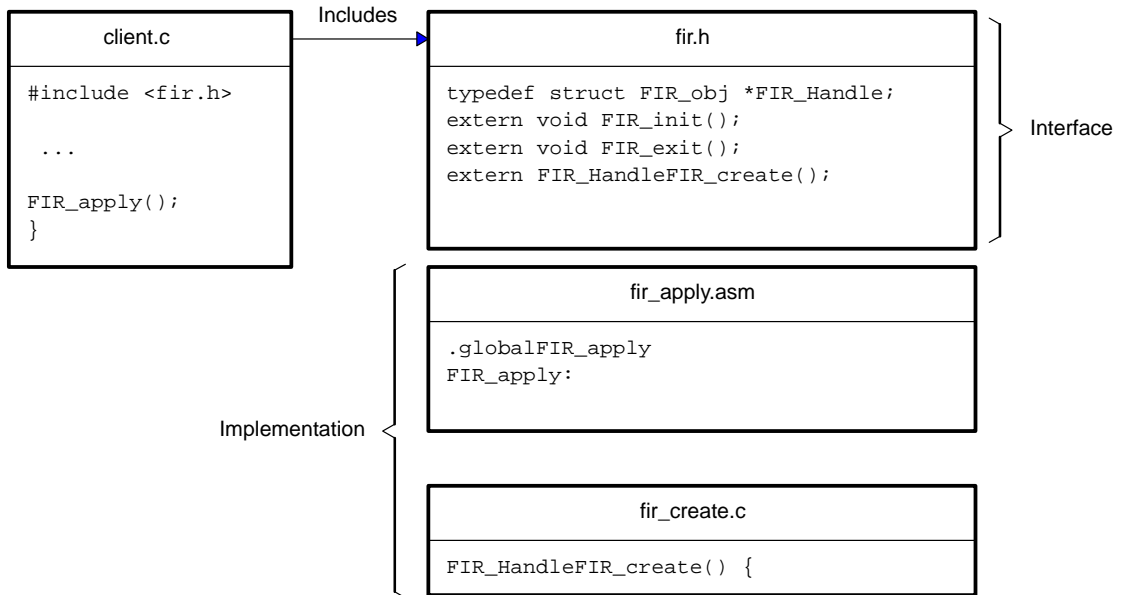 Includes
client.c
#include <fir.h>
...
FIR_apply();
}
fir.h
typedef struct FIR_obj *FIR_Handle;
extern void FIR_init();
extern void FIR_exit();
extern FIR_HandleFIR_create();
Interface
Implementation
fir_apply.asm
.globalFIR_apply
FIR_apply:
fir_create.c
FIR_HandleFIR_create() {